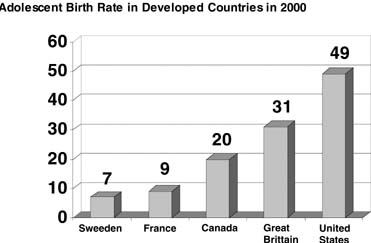 Adolescent Birth Rate in Developed Countries in 2000
60
50
40
30
20
10
0
7
9
20
31
49
Sweeden
France
Canada
Great
Brittain
United
States